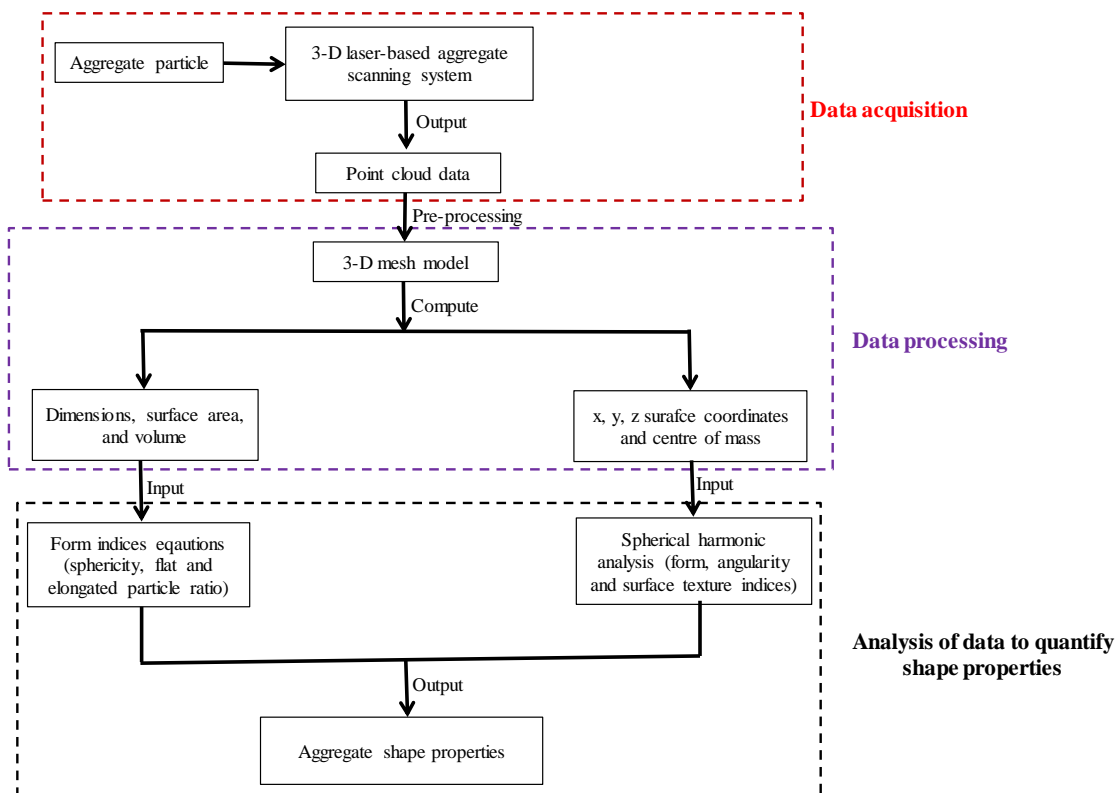 Aggregate particle
3-D laser-based aggregate
scanning system
Output
Data acquisition
Point cloud data
Pre-processing
3-D mesh model
Compute
Data processing
Dimensions, surface area,
and volume
x, y, z surafce coordinates
and centre of mass
Input
Input
Form indices eqautions
(sphericity, flat and
elongated particle ratio)
Spherical harmonic
analysis (form, angularity
and surface texture indices)
Analysis of data to quantify
shape properties
Output
Aggregate shape properties